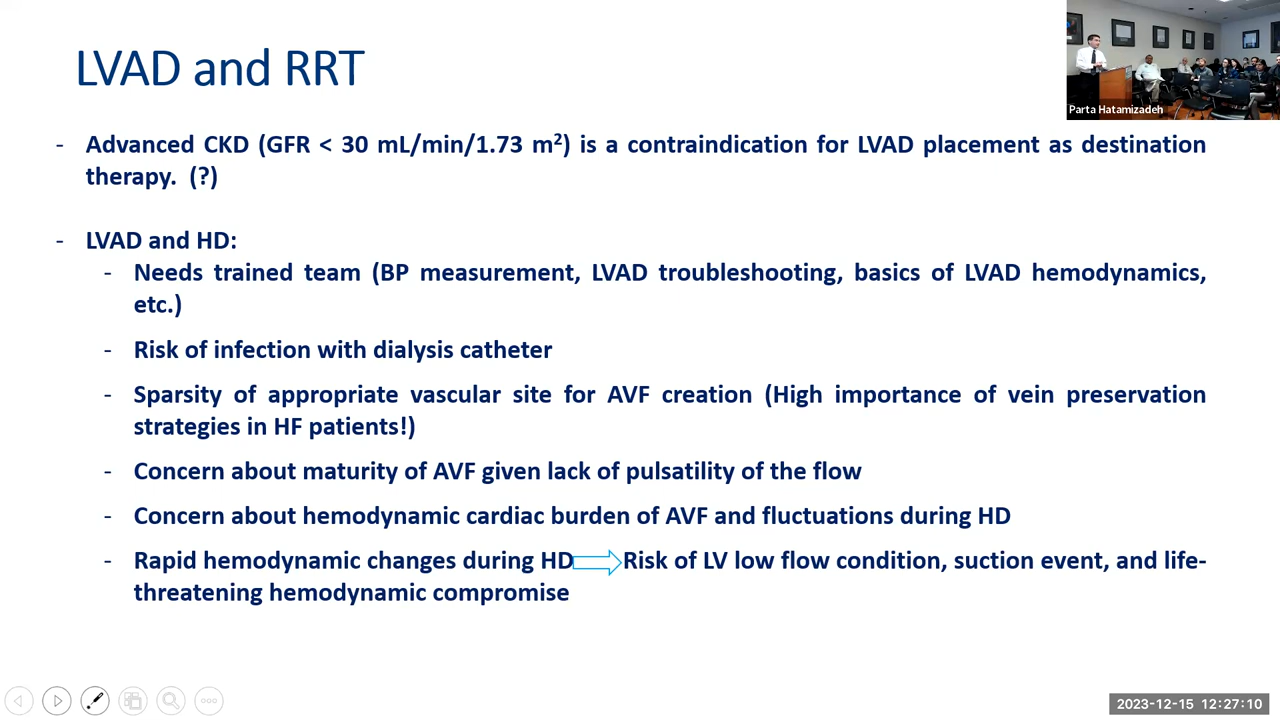 LVAD and RRT
Parta Hatamizadeh
- Advanced CKD (GFR < 30 mL/min/1.73 m²) is a contraindication for LVAD placement as destination
therapy. (?)
- LVAD and HD:
- Needs trained team (BP measurement, LVAD troubleshooting, basics of LVAD hemodynamics,
etc.)
- Risk of infection with dialysis catheter
- Sparsity of appropriate vascular site for AVF creation (High importance of vein preservation
strategies in HF patients!)
- Concern about maturity of AVF given lack of pulsatility of the flow
- Concern about hemodynamic cardiac burden of AVF and fluctuations during HD
- Rapid hemodynamic changes during HD Risk of LV low flow condition, suction event, and life-
threatening hemodynamic compromise
2023-12-15 12:27:10